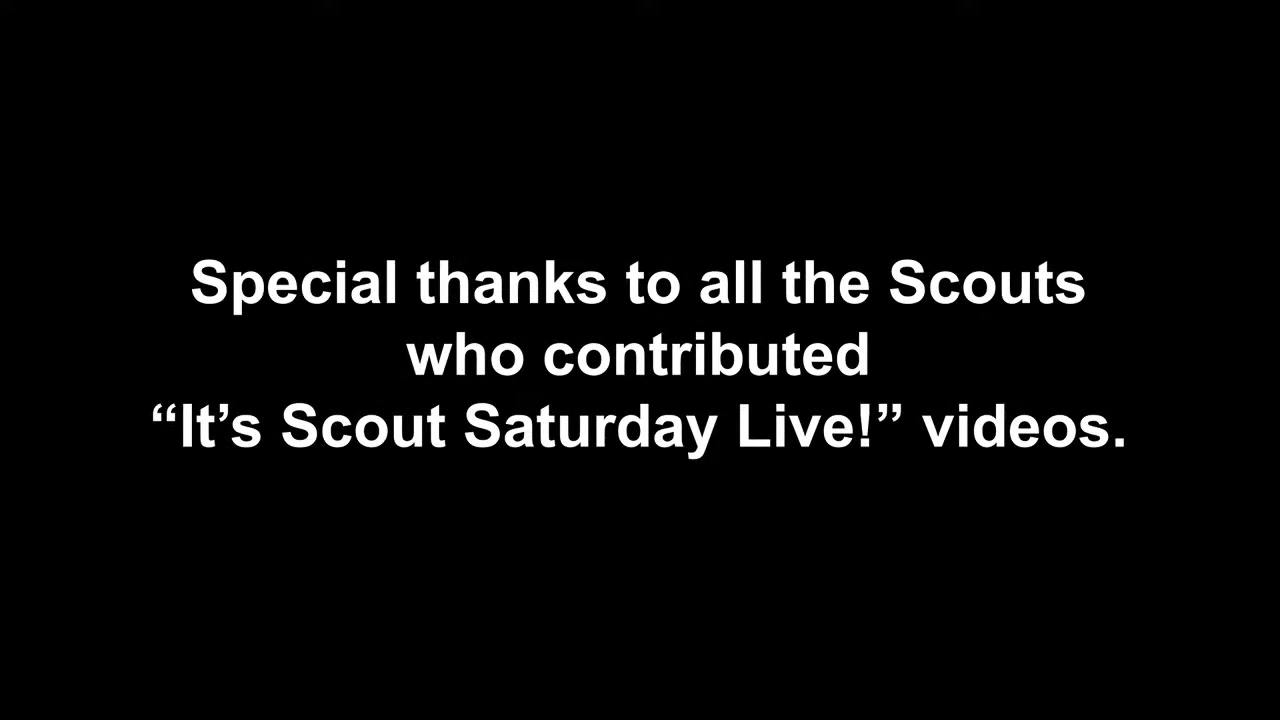 Special thanks to all the Scouts
who contributed
“It’s Scout Saturday Live!” videos.